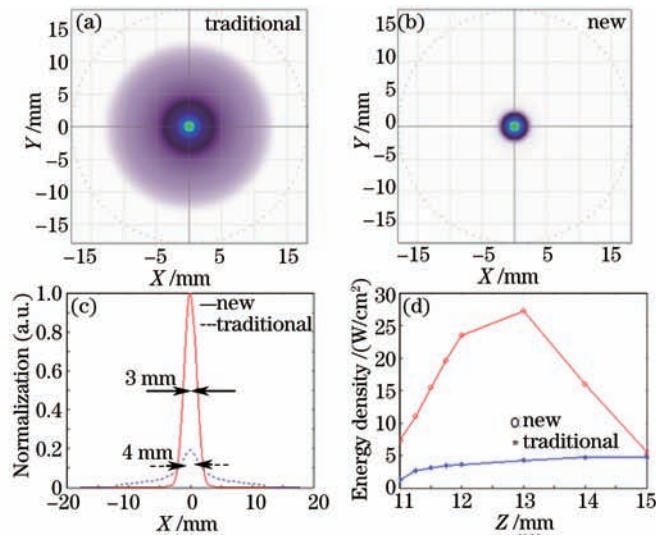 (a) traditional
Y /mm
15
10
5
0
−5
−10
−15
−15 −5 0 5 15
X /mm
(b) new
Y /mm
15
10
5
0
−5
−10
−15
−15 −5 0 5 15
X /mm
(c)
new
traditional
3 mm
4 mm
Normalization (a.u.)
1.0
0.8
0.6
0.4
0.2
0
−20 −10 0 10 20
X /mm
(d)
Energy density /(W/cm²)
30
25
20
15
10
5
0
new
traditional
11 12 13 14 15
Z /mm